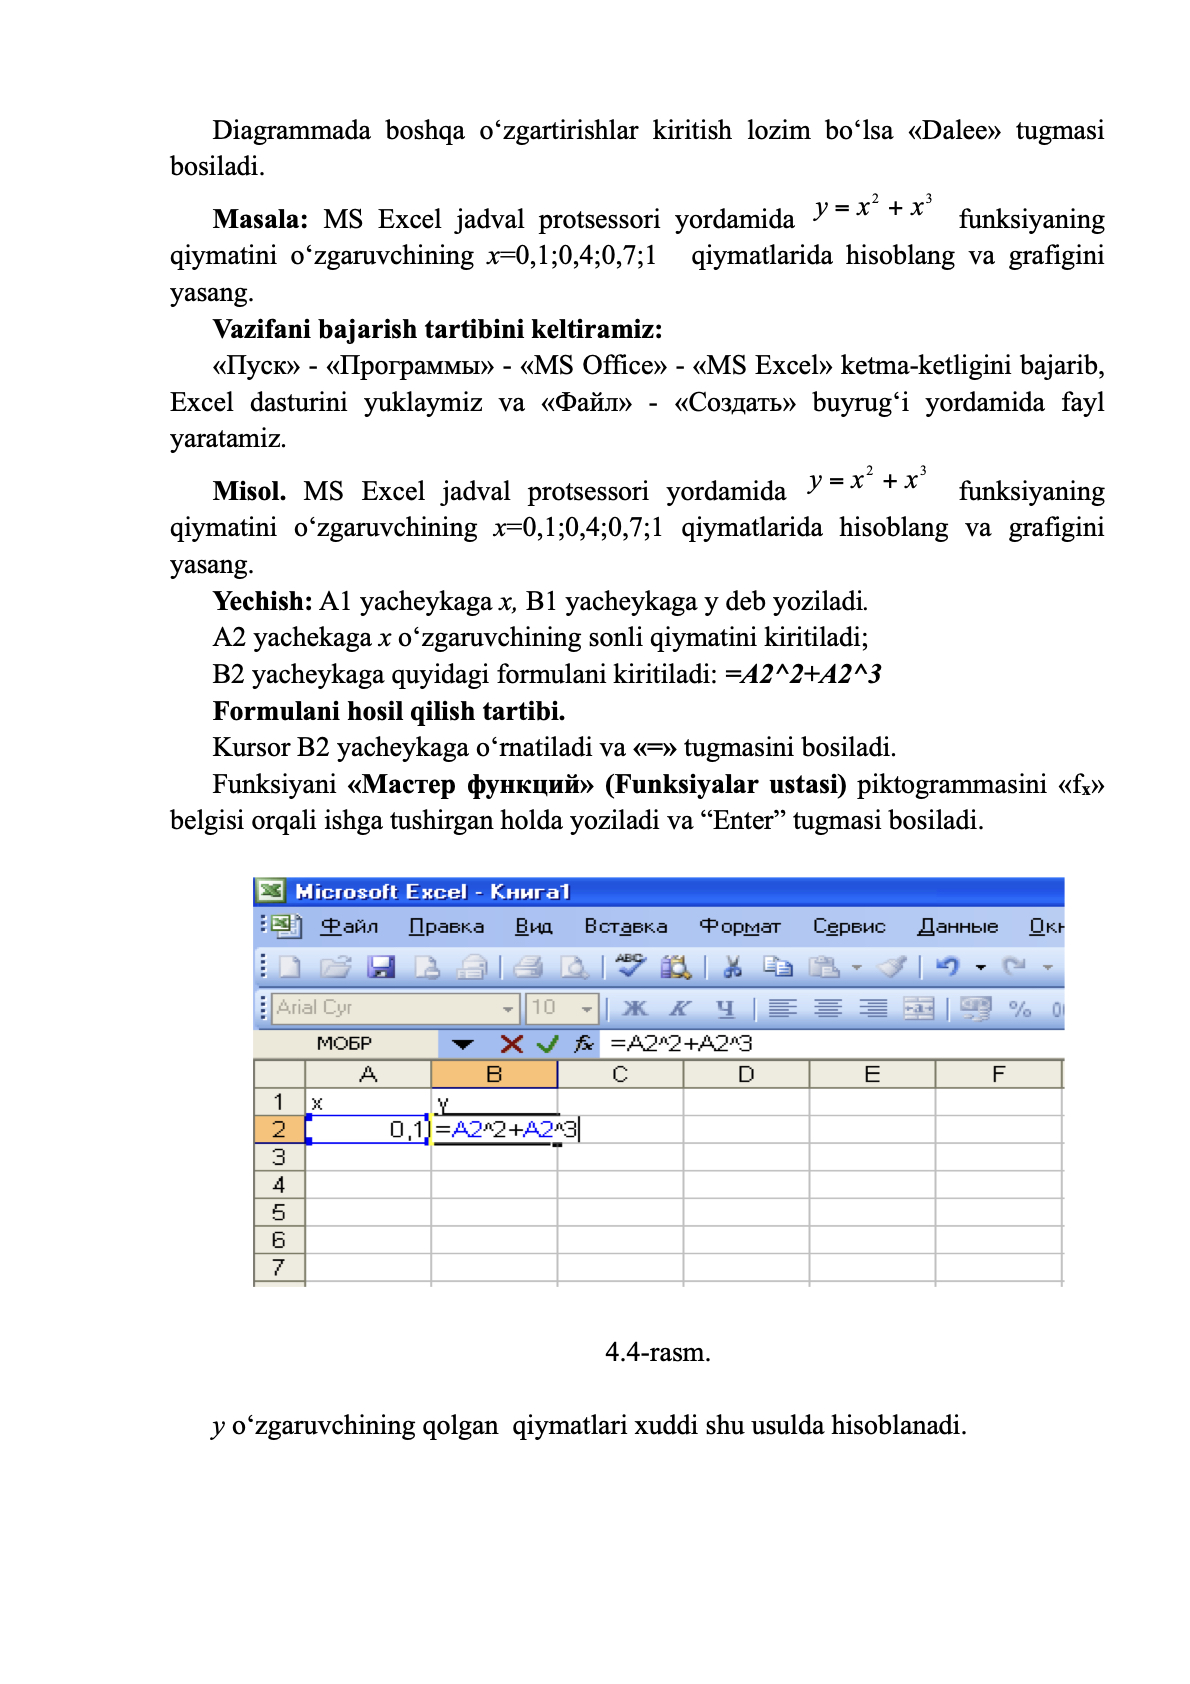 Diagrammada boshqa o‘zgartirishlar kiritish lozim bo‘lsa «Dalee» tugmasi
bosiladi.
Masala: MS Excel jadval protsessori yordamida y = x² + x³ funksiyaning
qiymatini o‘zgaruvchining x=0,1;0,4;0,7;1 qiymatlarida hisoblang va grafigini
yasang.
Vazifani bajarish tartibini keltiramiz:
«Пуск» - «Программы» - «MS Office» - «MS Excel» ketma-ketligini bajarib,
Excel dasturini yuklaymiz va «Файл» - «Создать» buyrug‘i yordamida fayl
yaratamiz.
Misol. MS Excel jadval protsessori yordamida y = x² + x³ funksiyaning
qiymatini o‘zgaruvchining x=0,1;0,4;0,7;1 qiymatlarida hisoblang va grafigini
yasang.
Yechish: A1 yacheykaga x, B1 yacheykaga y deb yoziladi.
A2 yachekaga x o‘zgaruvchining sonli qiymatini kiritiladi;
B2 yacheykaga quyidagi formulani kiritiladi: =A2^2+A2^3
Formulani hosil qilish tartibi.
Kursor B2 yacheykaga o‘rnatiladi va «=» tugmasini bosiladi.
Funksiyani «Мастер функций» (Funksiyalar ustasi) piktogrammasini «fx»
belgisi orqali ishga tushirgan holda yoziladi va “Enter” tugmasi bosiladi.
Microsoft Excel - Книга1
Файл Правка Вид Вставка Формат Сервис Данные Окн
ABC
Arial Cyr 10 Ж К Ч a % 00
МОБР fx =A2^2+A2^3
A B C D E F
1 x y
2 0,1 =A2^2+A2^3
3
4
5
6
7
4.4-rasm.
y o‘zgaruvchining qolgan qiymatlari xuddi shu usulda hisoblanadi.